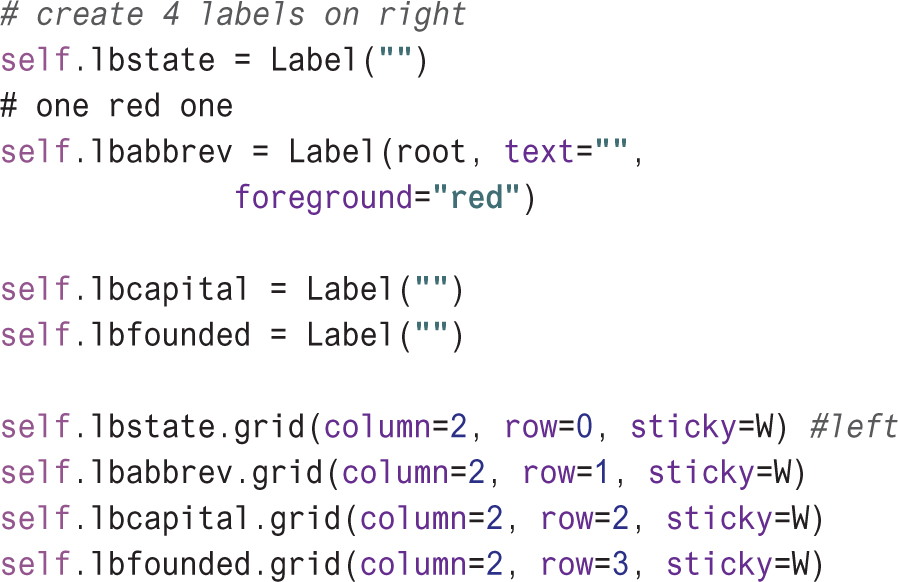 # create 4 labels on right
self.lbstate = Label("")
# one red one
self.lbabbrev = Label(root, text="",
foreground="red")
self.lbcapital = Label("")
self.lbfounded = Label("")
self.lbstate.grid(column=2, row=0, sticky=W) #left
self.lbabbrev.grid(column=2, row=1, sticky=W)
self.lbcapital.grid(column=2, row=2, sticky=W)
self.lbfounded.grid(column=2, row=3, sticky=W)